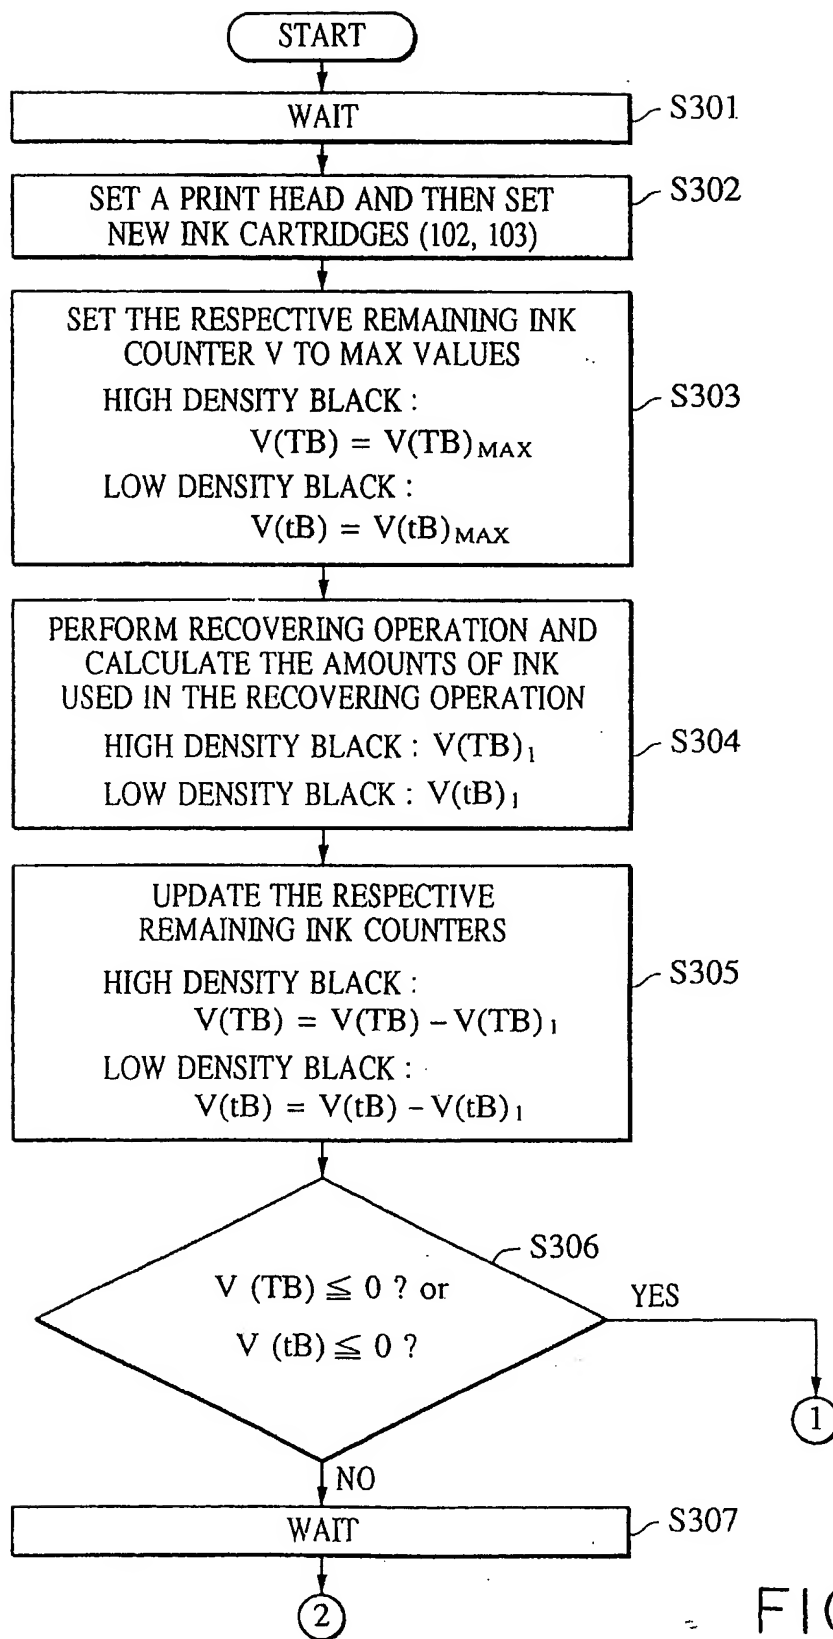 START
WAIT
S301
SET A PRINT HEAD AND THEN SET
NEW INK CARTRIDGES (102, 103)
S302
SET THE RESPECTIVE REMAINING INK
COUNTER V TO MAX VALUES
HIGH DENSITY BLACK :
V(TB) = V(TB)MAX
LOW DENSITY BLACK :
V(tB) = V(tB)MAX
S303
PERFORM RECOVERING OPERATION AND
CALCULATE THE AMOUNTS OF INK
USED IN THE RECOVERING OPERATION
HIGH DENSITY BLACK : V(TB)1
LOW DENSITY BLACK : V(tB)1
S304
UPDATE THE RESPECTIVE
REMAINING INK COUNTERS
HIGH DENSITY BLACK :
V(TB) = V(TB) – V(TB)1
LOW DENSITY BLACK :
V(tB) = V(tB) – V(tB)1
S305
S306
V (TB) ≦ 0 ? or
V (tB) ≦ 0 ?
YES
1
NO
WAIT
S307
2